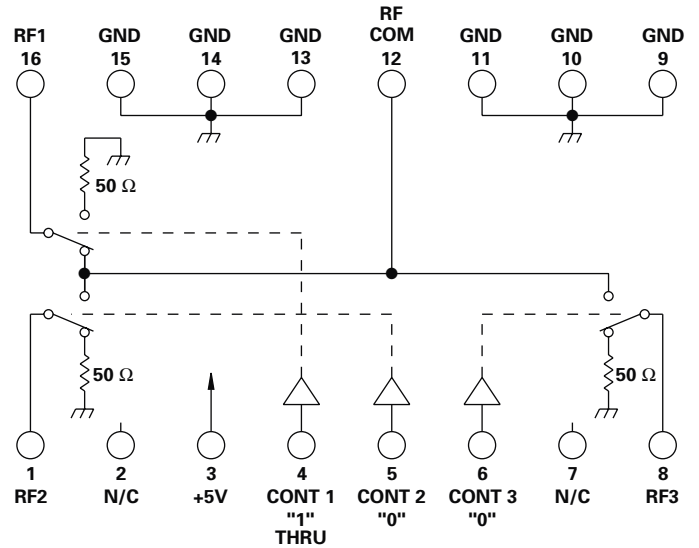 RF1 GND GND GND RF COM GND GND GND
16 15 14 13 12 11 10 9
50 Ω
50 Ω 50 Ω
1 2 3 4 5 6 7 8
RF2 N/C +5V CONT 1 CONT 2 CONT 3 N/C RF3
"1" "0" "0"
THRU